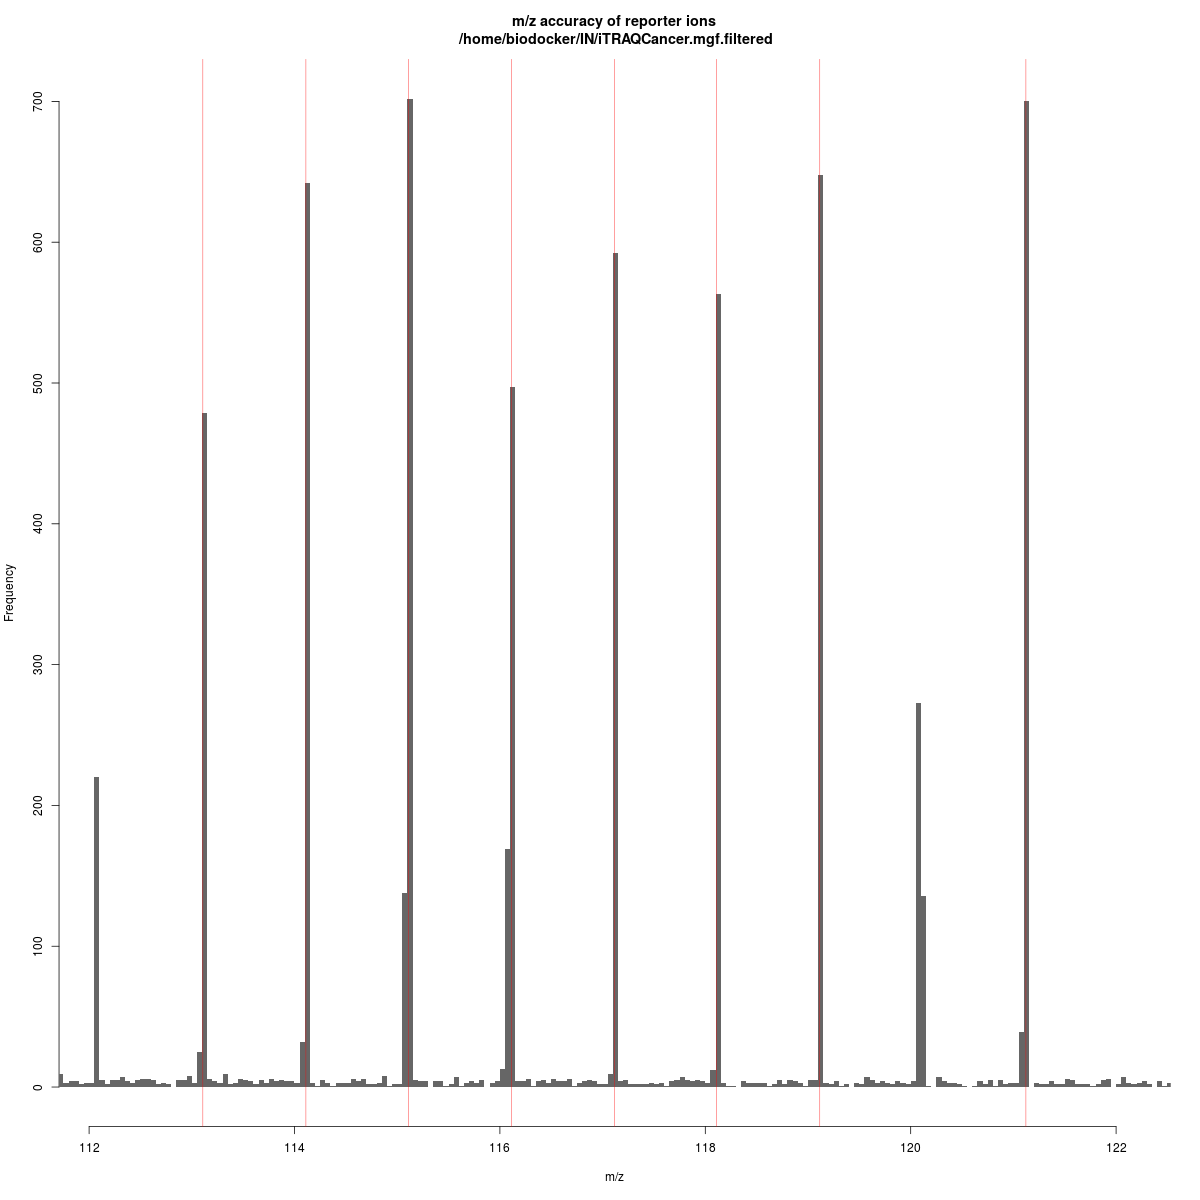 m/z accuracy of reporter ions
/home/biodocker/IN/iTRAQCancer.mgf.filtered
700
600
500
400
300
200
100
0
Frequency
112 114 116 118 120 122
m/z